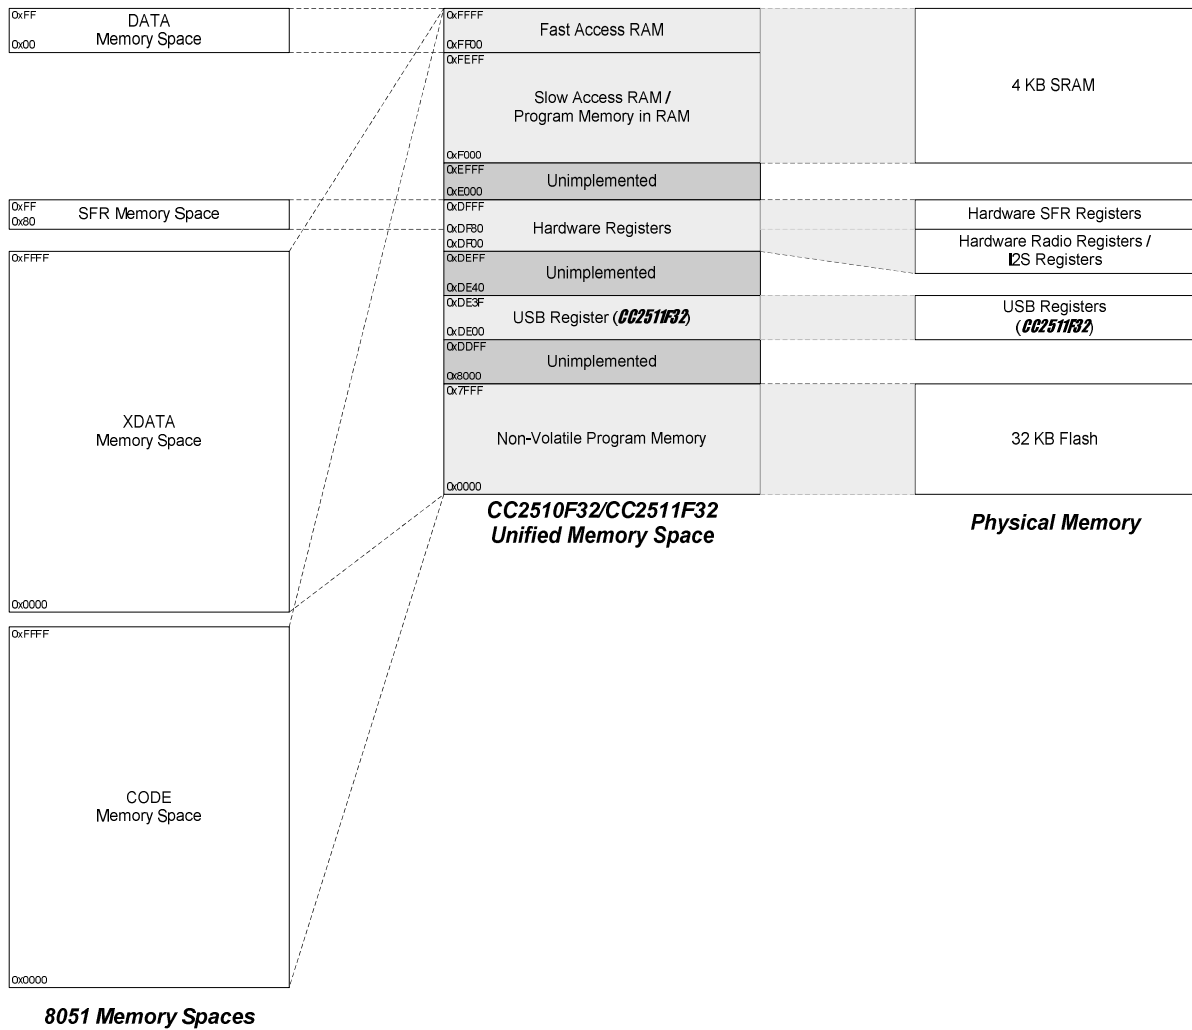 0xFF
DATA
Memory Space
0x00
0xFF
SFR Memory Space
0x80
0xFFFF
XDATA
Memory Space
0x0000
0xFFFF
CODE
Memory Space
0x0000
8051 Memory Spaces
0xFFFF
Fast Access RAM
0xFF00
0xFEFF
Slow Access RAM /
Program Memory in RAM
0xF000
0xEFFF
Unimplemented
0xE000
0xDFFF
Hardware Registers
0xDF80
0xDF00
0xDEFF
Unimplemented
0xDE40
0xDE3F
USB Register (CC2511F32)
0xDE00
0xDDFF
Unimplemented
0x8000
0x7FFF
Non-Volatile Program Memory
0x0000
CC2510F32/CC2511F32
Unified Memory Space
4 KB SRAM
Hardware SFR Registers
Hardware Radio Registers /
I2S Registers
USB Registers
(CC2511F32)
32 KB Flash
Physical Memory